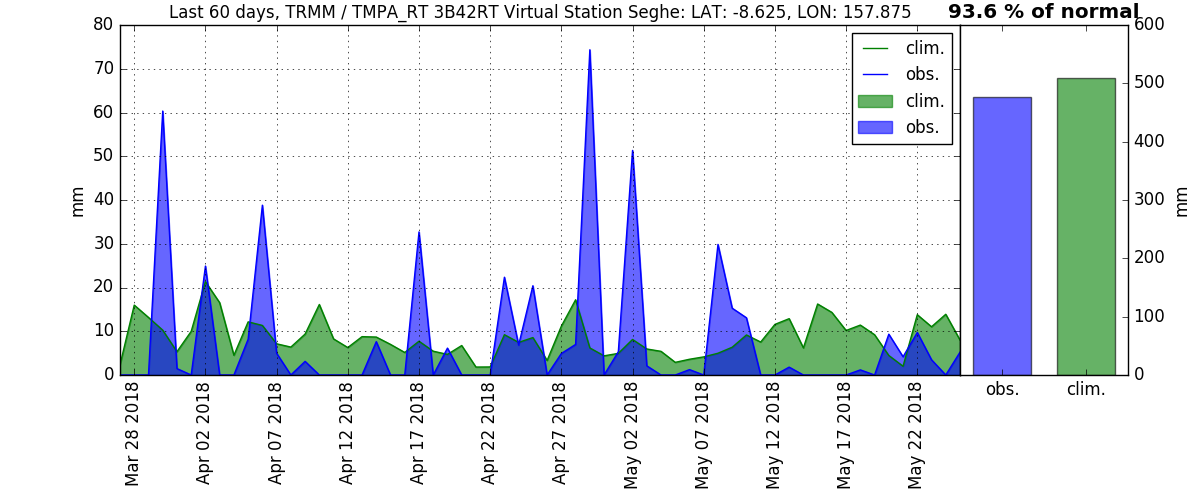 Last 60 days, TRMM / TMPA_RT 3B42RT Virtual Station Seghe: LAT: -8.625, LON: 157.875
93.6 % of normal
80
70
60
50
40
30
20
10
0
mm
clim.
obs.
clim.
obs.
600
500
400
300
200
100
0
mm
Mar 28 2018
Apr 02 2018
Apr 07 2018
Apr 12 2018
Apr 17 2018
Apr 22 2018
Apr 27 2018
May 02 2018
May 07 2018
May 12 2018
May 17 2018
May 22 2018
obs.
clim.